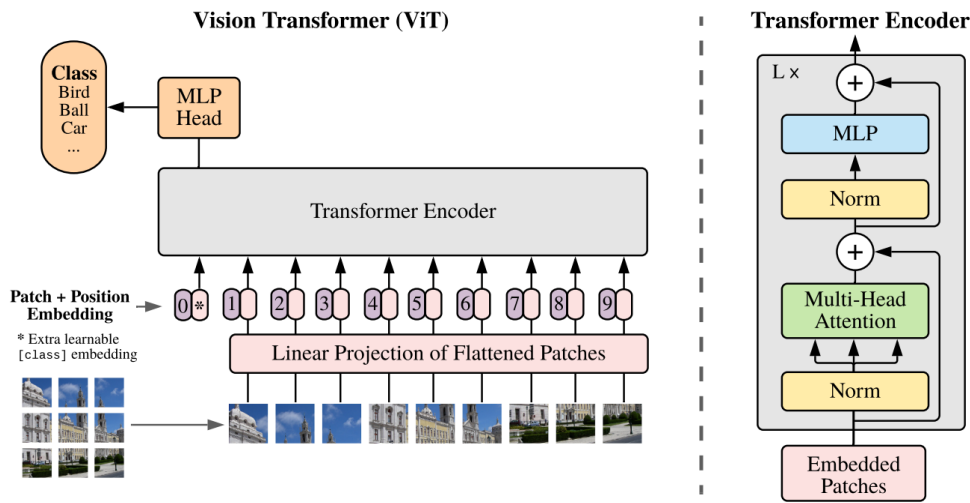 Vision Transformer (ViT)
Class
Bird
Ball
Car
...
MLP
Head
Transformer Encoder
Patch + Position
Embedding
* Extra learnable
[class] embedding
0 * 1 2 3 4 5 6 7 8 9
Linear Projection of Flattened Patches
Transformer Encoder
L ×
+
MLP
Norm
+
Multi-Head
Attention
Norm
Embedded
Patches